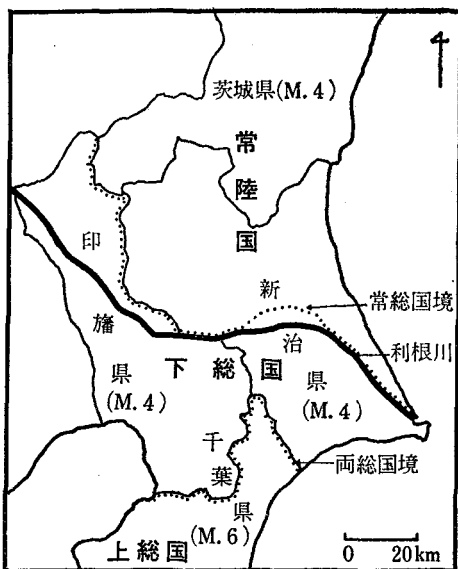 茨城県(M.4)
常陸国
印旛県
(M.4)
新治県
(M.4)
常総国境
利根川
下総国
千葉県
(M.6)
両総国境
上総国
0 20km